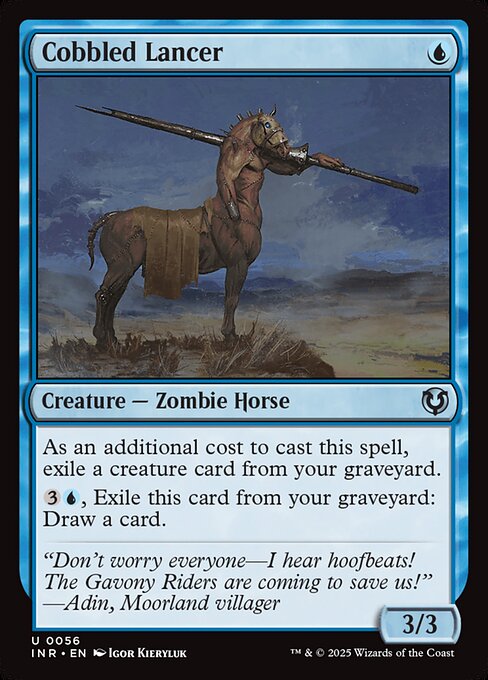 Cobbled Lancer
Creature — Zombie Horse
As an additional cost to cast this spell,
exile a creature card from your graveyard.
3, Exile this card from your graveyard:
Draw a card.
“Don’t worry everyone—I hear hoofbeats!
The Gavony Riders are coming to save us!”
—Adin, Moorland villager
3/3
U 0056
INR • EN Igor Kieryluk
™ & © 2025 Wizards of the Coast